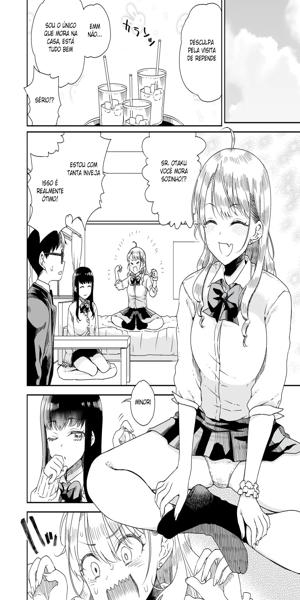 DESCULPA
PELA VISITA
DE REPENDE
EMM
NÃO...
SOU O ÚNICO
QUE MORA NA
CASA, ESTÁ
TUDO BEM
SÉRIO!?
SR. OTAKU
VOCÊ MORA
SOZINHO!?
ESTOU COM
TANTA INVEJA
ISSO É
REALMENTE
ÓTIMO!
MINORI